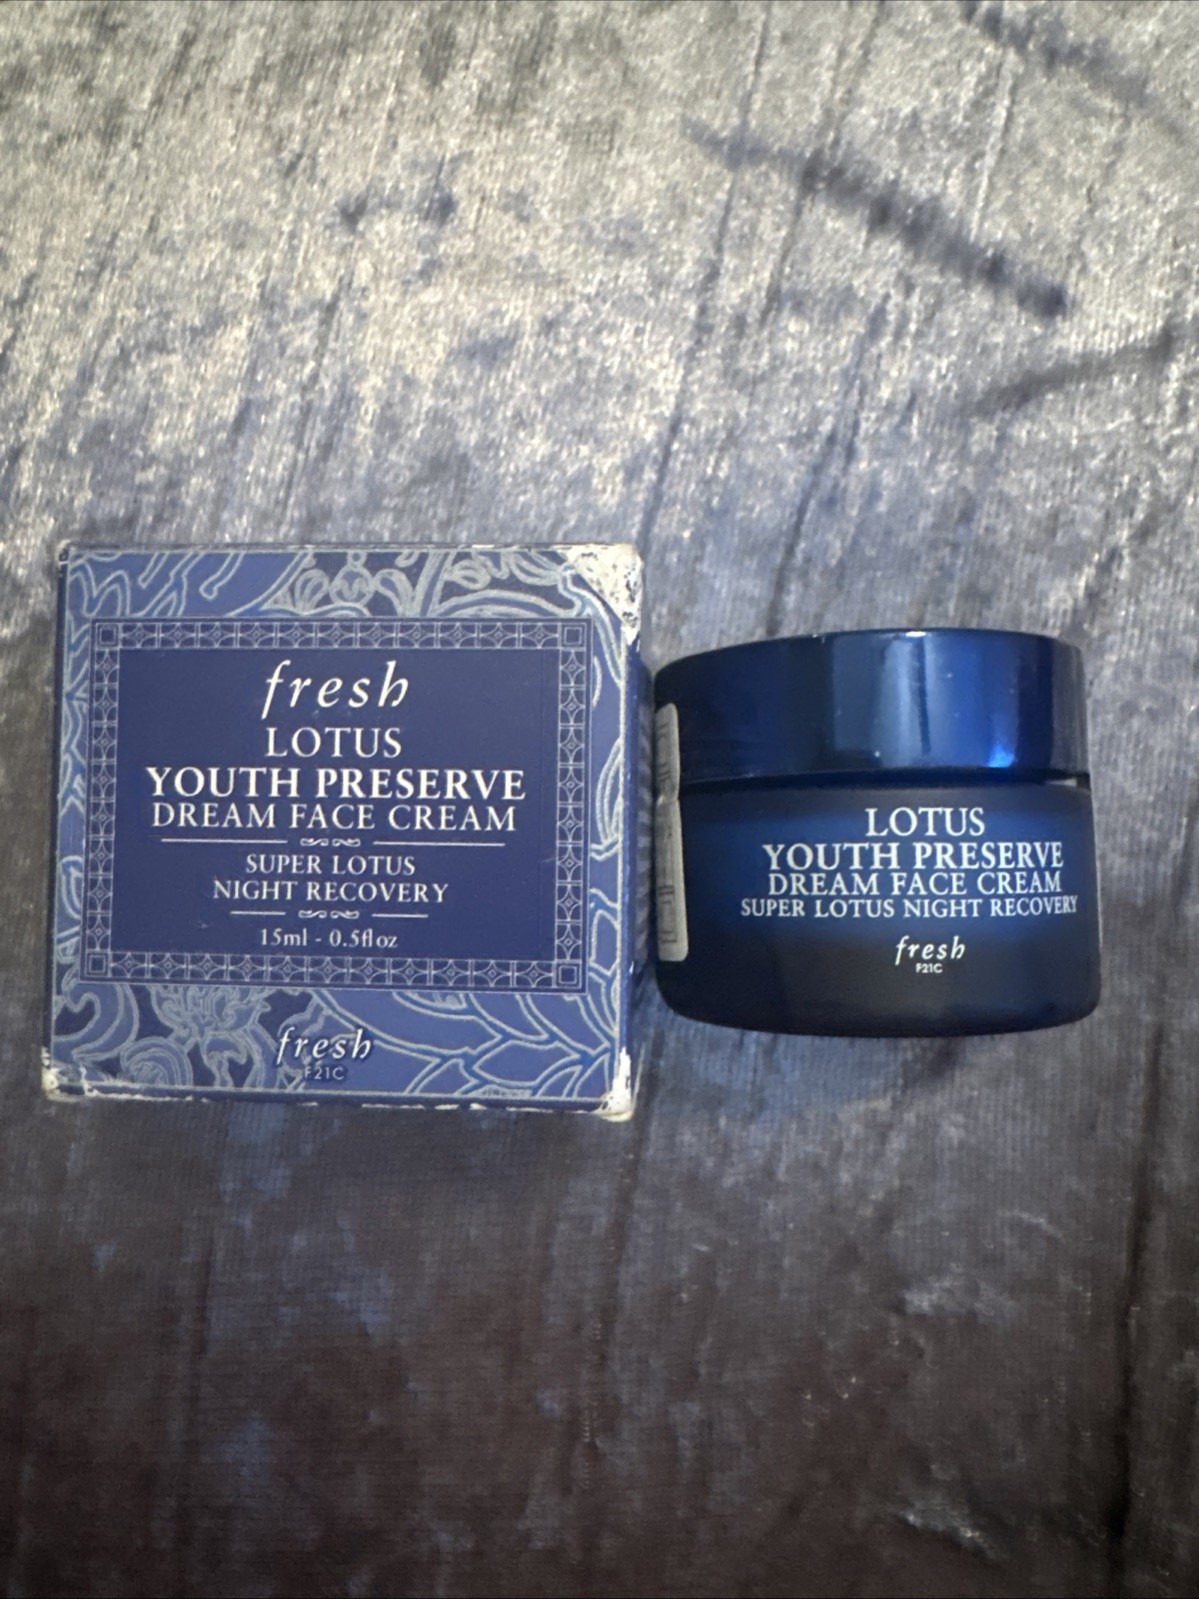 fresh
LOTUS
YOUTH PRESERVE
DREAM FACE CREAM
SUPER LOTUS
NIGHT RECOVERY
15ml - 0.5fl oz
fresh
F21C
LOTUS
YOUTH PRESERVE
DREAM FACE CREAM
SUPER LOTUS NIGHT RECOVERY
fresh
F21C